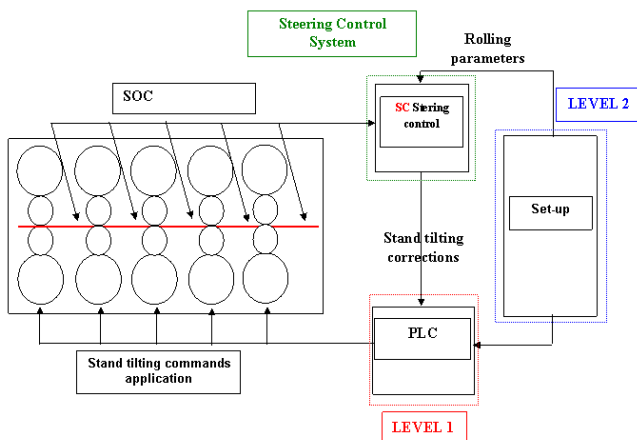 Steering Control
System
Rolling
parameters
SOC
SC Stering
control
LEVEL 2
Set-up
Stand tilting
corrections
PLC
Stand tilting commands
application
LEVEL 1